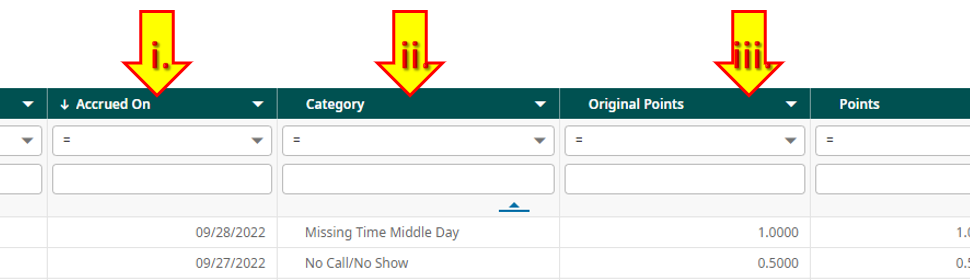 i. ii. iii.
↓ Accrued On Category Original Points Points
= = = =
09/28/2022 Missing Time Middle Day 1.0000
09/27/2022 No Call/No Show 0.5000